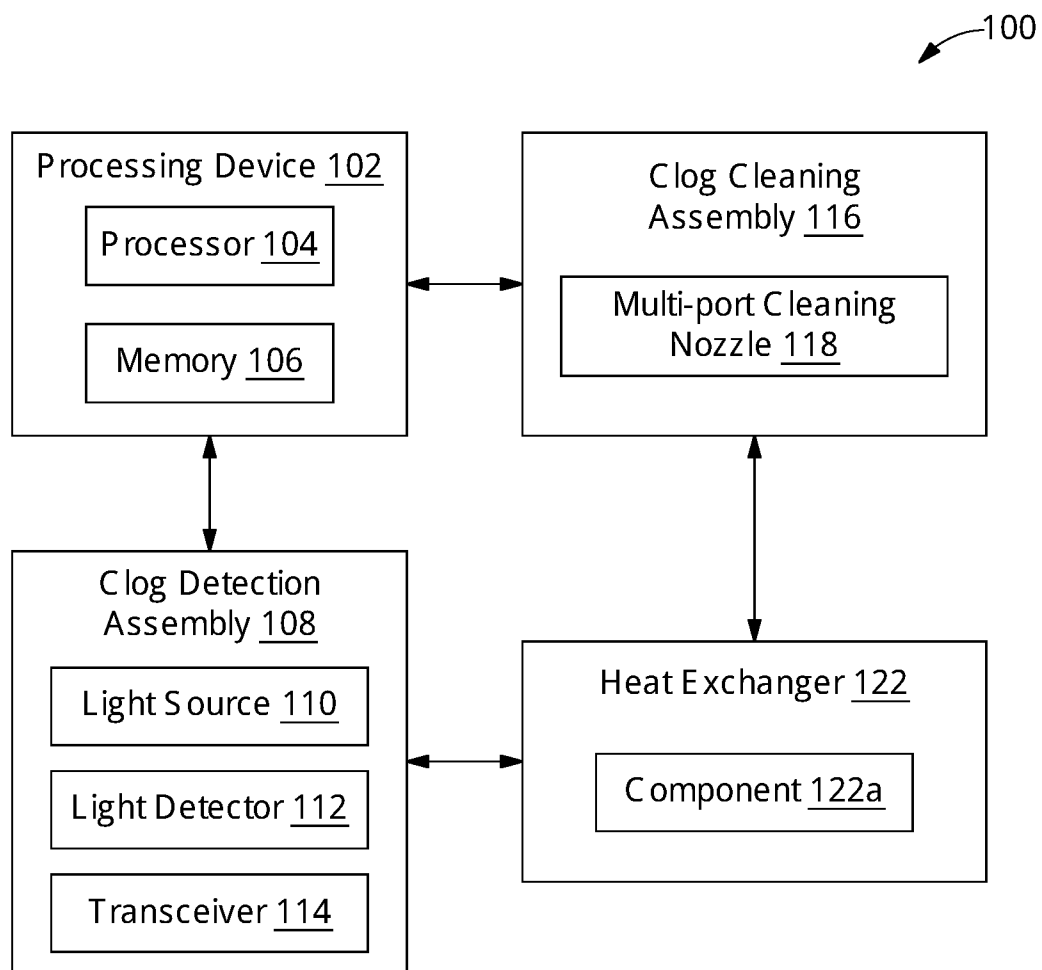 100
Processing Device 102
Processor 104
Memory 106
Clog Cleaning
Assembly 116
Multi-port Cleaning
Nozzle 118
Clog Detection
Assembly 108
Light Source 110
Light Detector 112
Transceiver 114
Heat Exchanger 122
Component 122a